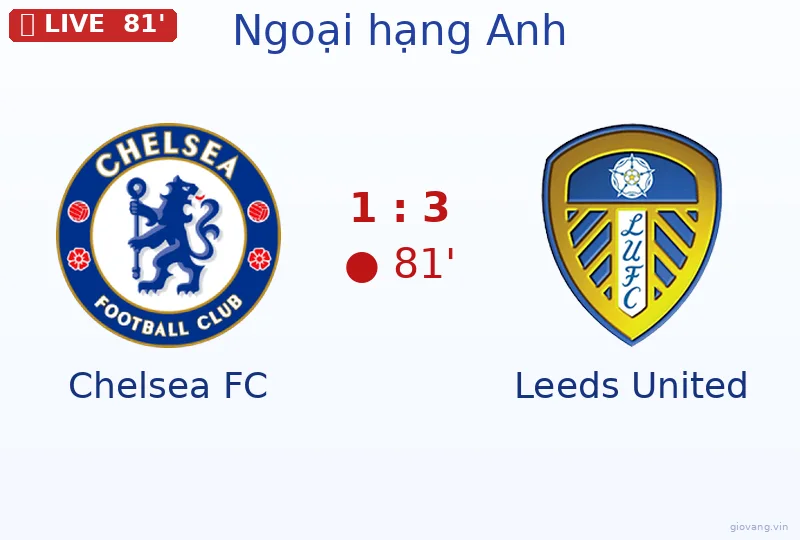 LIVE 81'
Ngoại hạng Anh
CHELSEA
FOOTBALL CLUB
1 : 3
● 81'
LUFC
Chelsea FC
Leeds United
giovang.vin